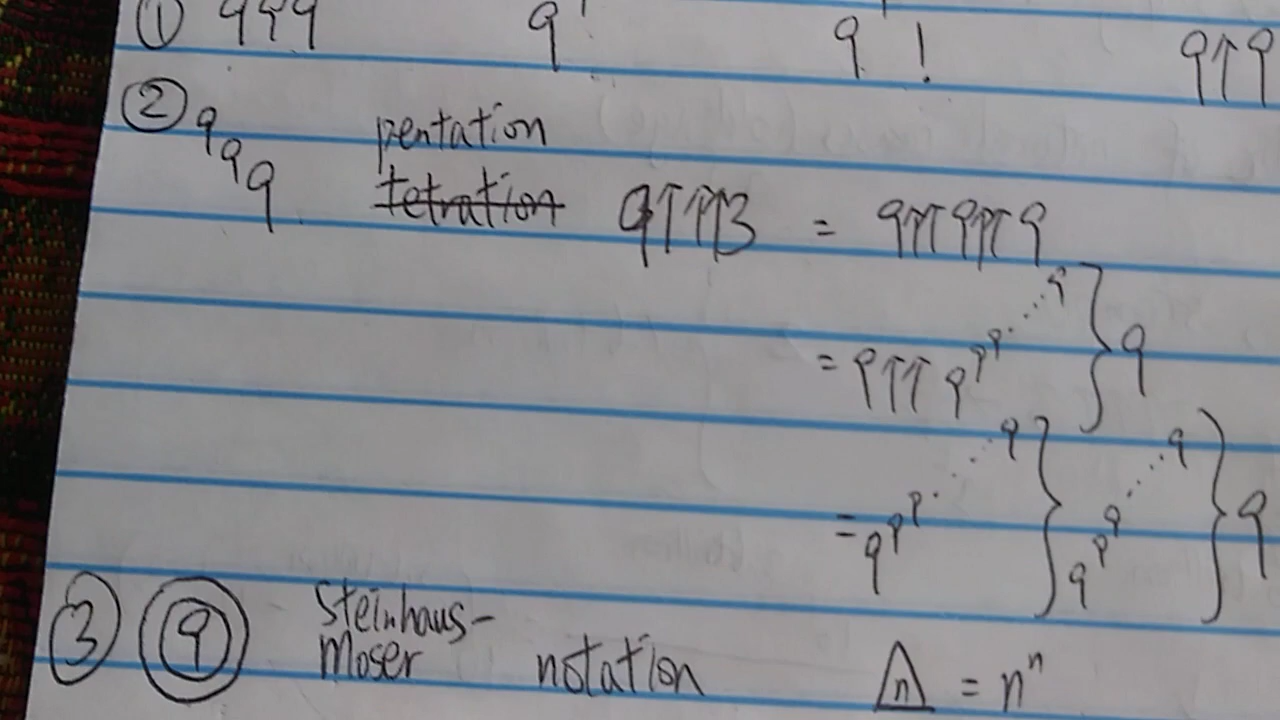 ① 999 9 9 ! 9↑9
② 9 9 9 pentation
tetration 9↑↑↑3 = 9↑↑9↑↑9
= 9↑↑ 9 9 9 ... 9 } 9
= 9 9 9 ... 9 } 9 9 9 ... 9 } 9
③ 9 Steinhaus-
Moser notation n = nⁿ